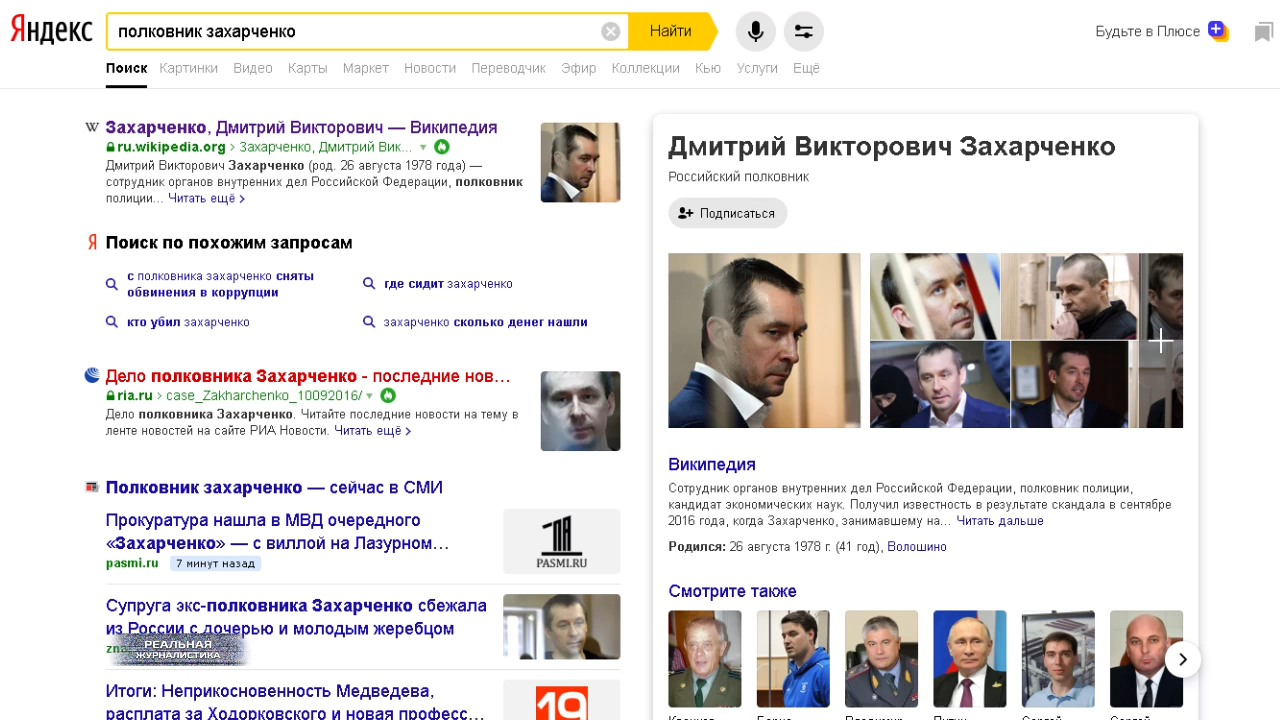 Яндекс
полковник захарченко
Найти
Будьте в Плюсе
Поиск Картинки Видео Карты Маркет Новости Переводчик Эфир Коллекции Кью Услуги Ещё
Захарченко, Дмитрий Викторович — Википедия
ru.wikipedia.org › Захарченко, Дмитрий Вик...
Дмитрий Викторович Захарченко (род. 26 августа 1978 года) —
сотрудник органов внутренних дел Российской Федерации, полковник
полиции... Читать ещё ›
Поиск по похожим запросам
с полковника захарченко сняты
обвинения в коррупции
где сидит захарченко
кто убил захарченко
захарченко сколько денег нашли
Дело полковника Захарченко - последние нов...
ria.ru › case_Zakharchenko_10092016/
Дело полковника Захарченко. Читайте последние новости на тему в
ленте новостей на сайте РИА Новости. Читать ещё ›
Полковник захарченко — сейчас в СМИ
Прокуратура нашла в МВД очередного
«Захарченко» — с виллой на Лазурном...
pasmi.ru 7 минут назад
PASMI.RU
Супруга экс-полковника Захарченко сбежала
из России с дочерью и молодым жеребцом
РЕАЛЬНАЯ
ЖУРНАЛИСТИКА
Итоги: Неприкосновенность Медведева,
расплата за Ходорковского и новая професс...
19
Дмитрий Викторович Захарченко
Российский полковник
Подписаться
Википедия
Сотрудник органов внутренних дел Российской Федерации, полковник полиции,
кандидат экономических наук. Получил известность в результате скандала в сентябре
2016 года, когда Захарченко, занимавшему на... Читать дальше
Родился: 26 августа 1978 г. (41 год), Волошино
Смотрите также